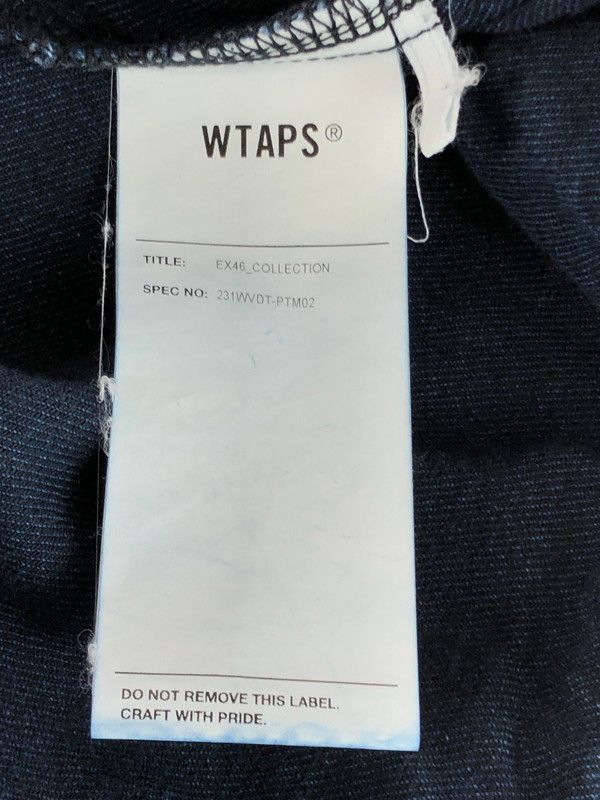 WTAPS®
TITLE: EX46_COLLECTION
SPEC NO: 231WVDT-PTM02
DO NOT REMOVE THIS LABEL.
CRAFT WITH PRIDE.